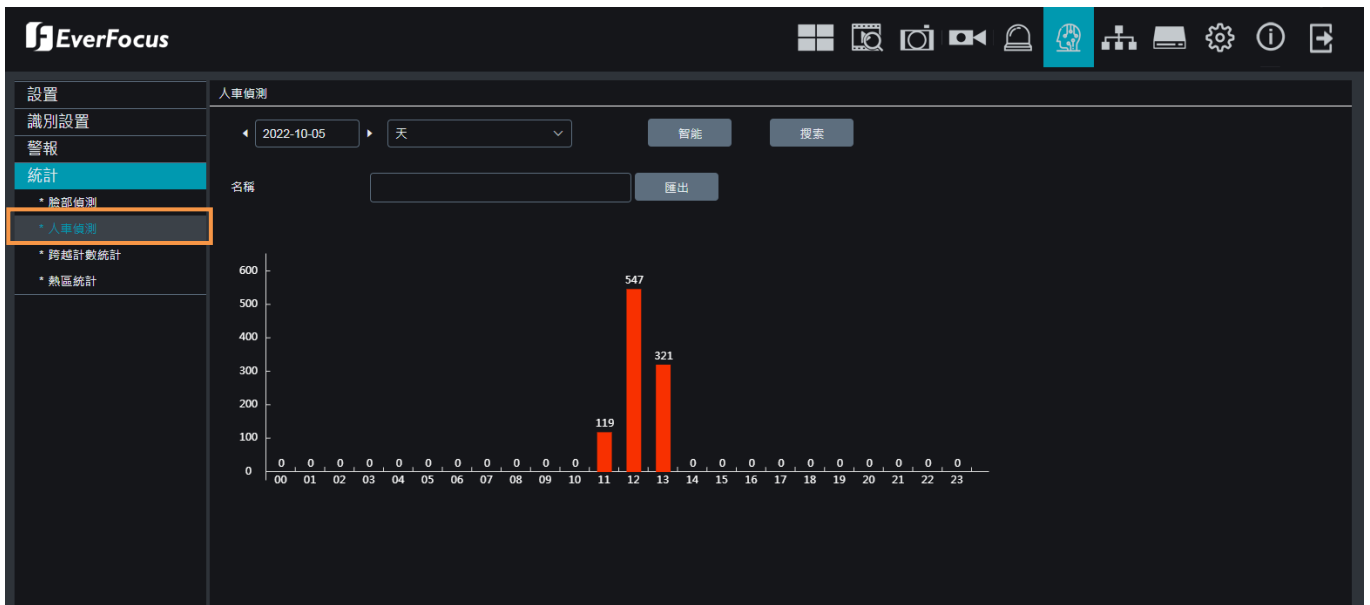 EverFocus
設置
識別設置
警報
統計
* 臉部偵測
* 人車偵測
* 跨越計數統計
* 熱區統計
人車偵測
2022-10-05 天 智能 搜索
名稱 匯出
600
500
400
300
200
100
0
547
321
119
0 0 0 0 0 0 0 0 0 0 0 0 0 0 0 0 0 0 0 0 0
00 01 02 03 04 05 06 07 08 09 10 11 12 13 14 15 16 17 18 19 20 21 22 23